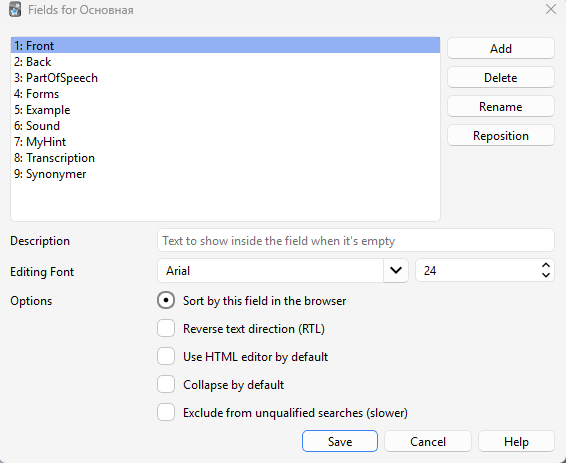 Fields for Основная
1: Front
2: Back
3: PartOfSpeech
4: Forms
5: Example
6: Sound
7: MyHint
8: Transcription
9: Synonymer
Add
Delete
Rename
Reposition
Description Text to show inside the field when it's empty
Editing Font Arial 24
Options Sort by this field in the browser
Reverse text direction (RTL)
Use HTML editor by default
Collapse by default
Exclude from unqualified searches (slower)
Save Cancel Help